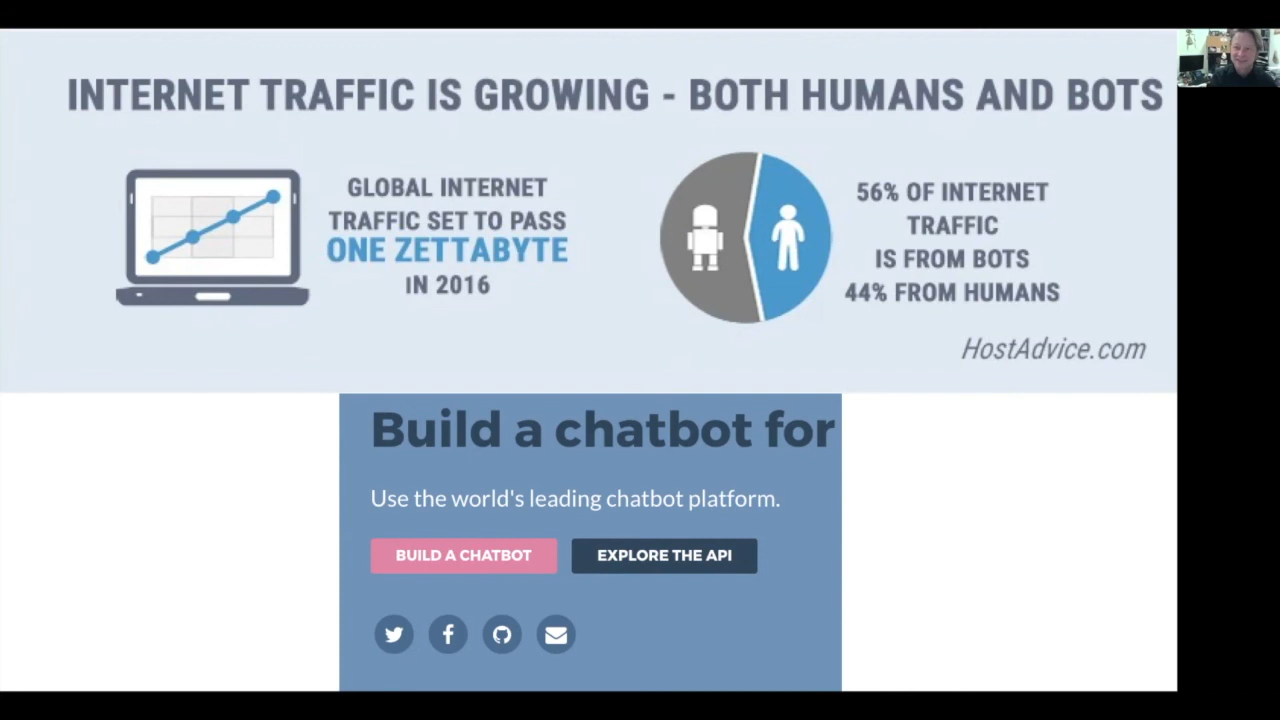 INTERNET TRAFFIC IS GROWING - BOTH HUMANS AND BOTS
GLOBAL INTERNET
TRAFFIC SET TO PASS
ONE ZETTABYTE
IN 2016
56% OF INTERNET
TRAFFIC
IS FROM BOTS
44% FROM HUMANS
HostAdvice.com
Build a chatbot for
Use the world's leading chatbot platform.
BUILD A CHATBOT
EXPLORE THE API